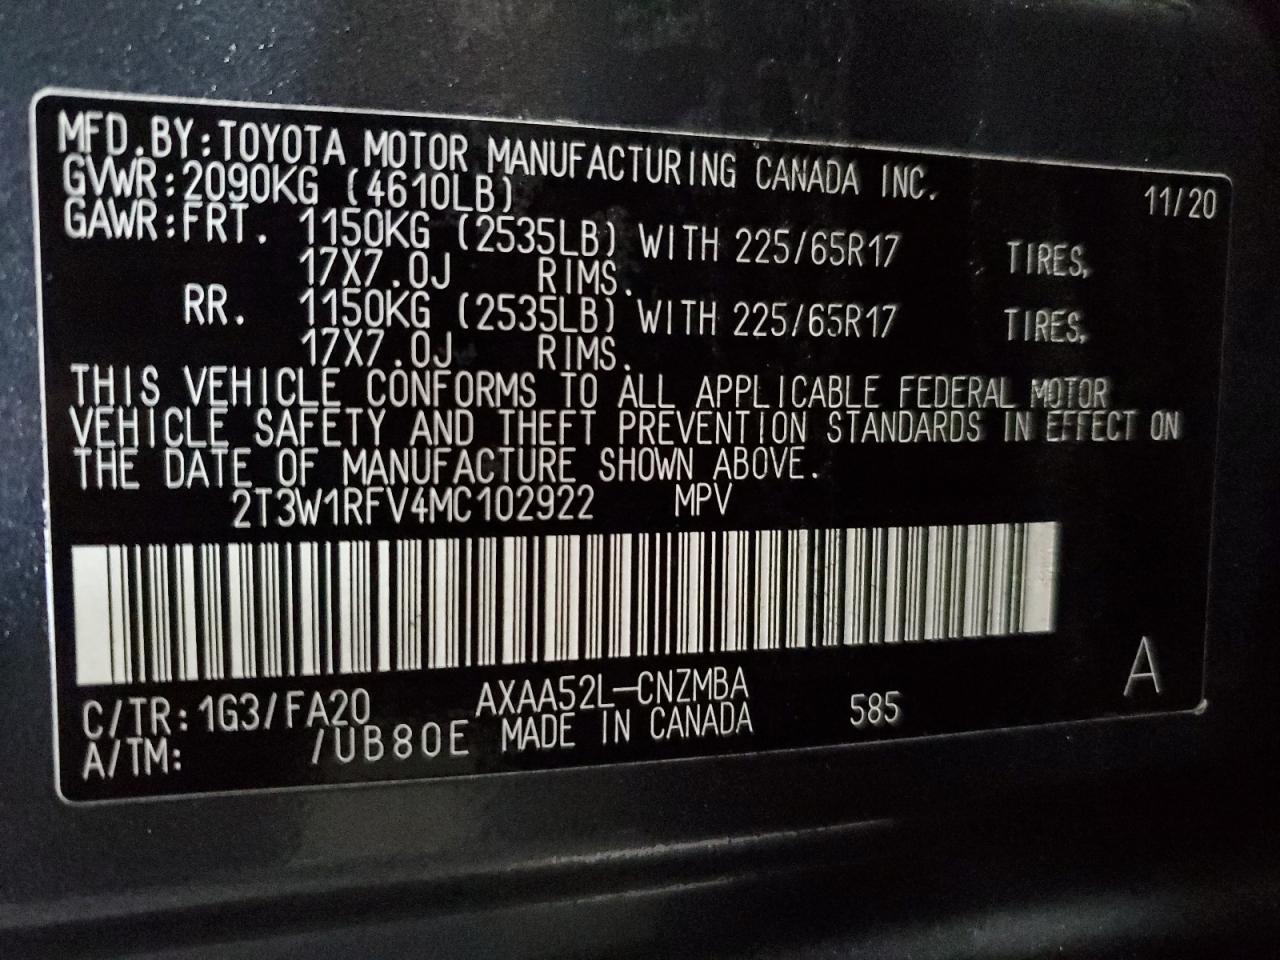 MFD.BY:TOYOTA MOTOR MANUFACTURING CANADA INC.
GVWR:2090KG (4610LB) 11/20
GAWR:FRT. 1150KG (2535LB) WITH 225/65R17 TIRES,
17X7.0J RIMS.
RR. 1150KG (2535LB) WITH 225/65R17 TIRES,
17X7.0J RIMS.
THIS VEHICLE CONFORMS TO ALL APPLICABLE FEDERAL MOTOR
VEHICLE SAFETY AND THEFT PREVENTION STANDARDS IN EFFECT ON
THE DATE OF MANUFACTURE SHOWN ABOVE.
2T3W1RFV4MC102922 MPV
C/TR:1G3/FA20 AXAA52L-CNZMBA A
A/TM: /UB80E MADE IN CANADA 585